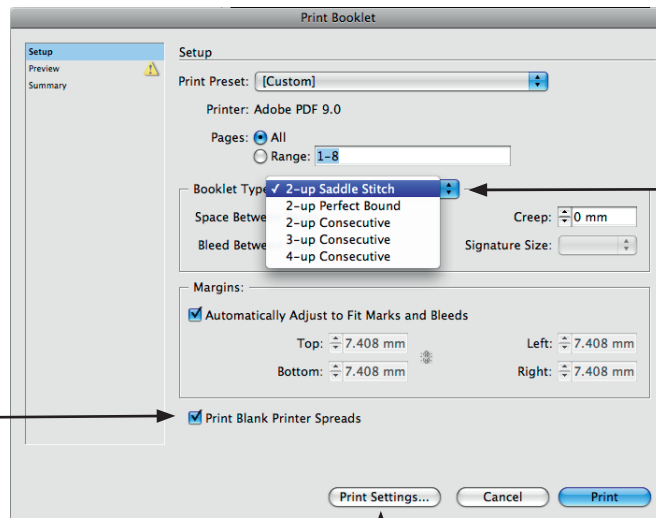 Print Booklet
Setup
Preview
Summary
Setup
Print Preset: [Custom]
Printer: Adobe PDF 9.0
Pages: All
Range: 1-8
Booklet Typ ✓ 2-up Saddle Stitch
2-up Perfect Bound
2-up Consecutive
3-up Consecutive
4-up Consecutive
Space Betwe
Creep: 0 mm
Bleed Betwe
Signature Size:
Margins:
Automatically Adjust to Fit Marks and Bleeds
Top: 7.408 mm Left: 7.408 mm
Bottom: 7.408 mm Right: 7.408 mm
Print Blank Printer Spreads
Print Settings... Cancel Print